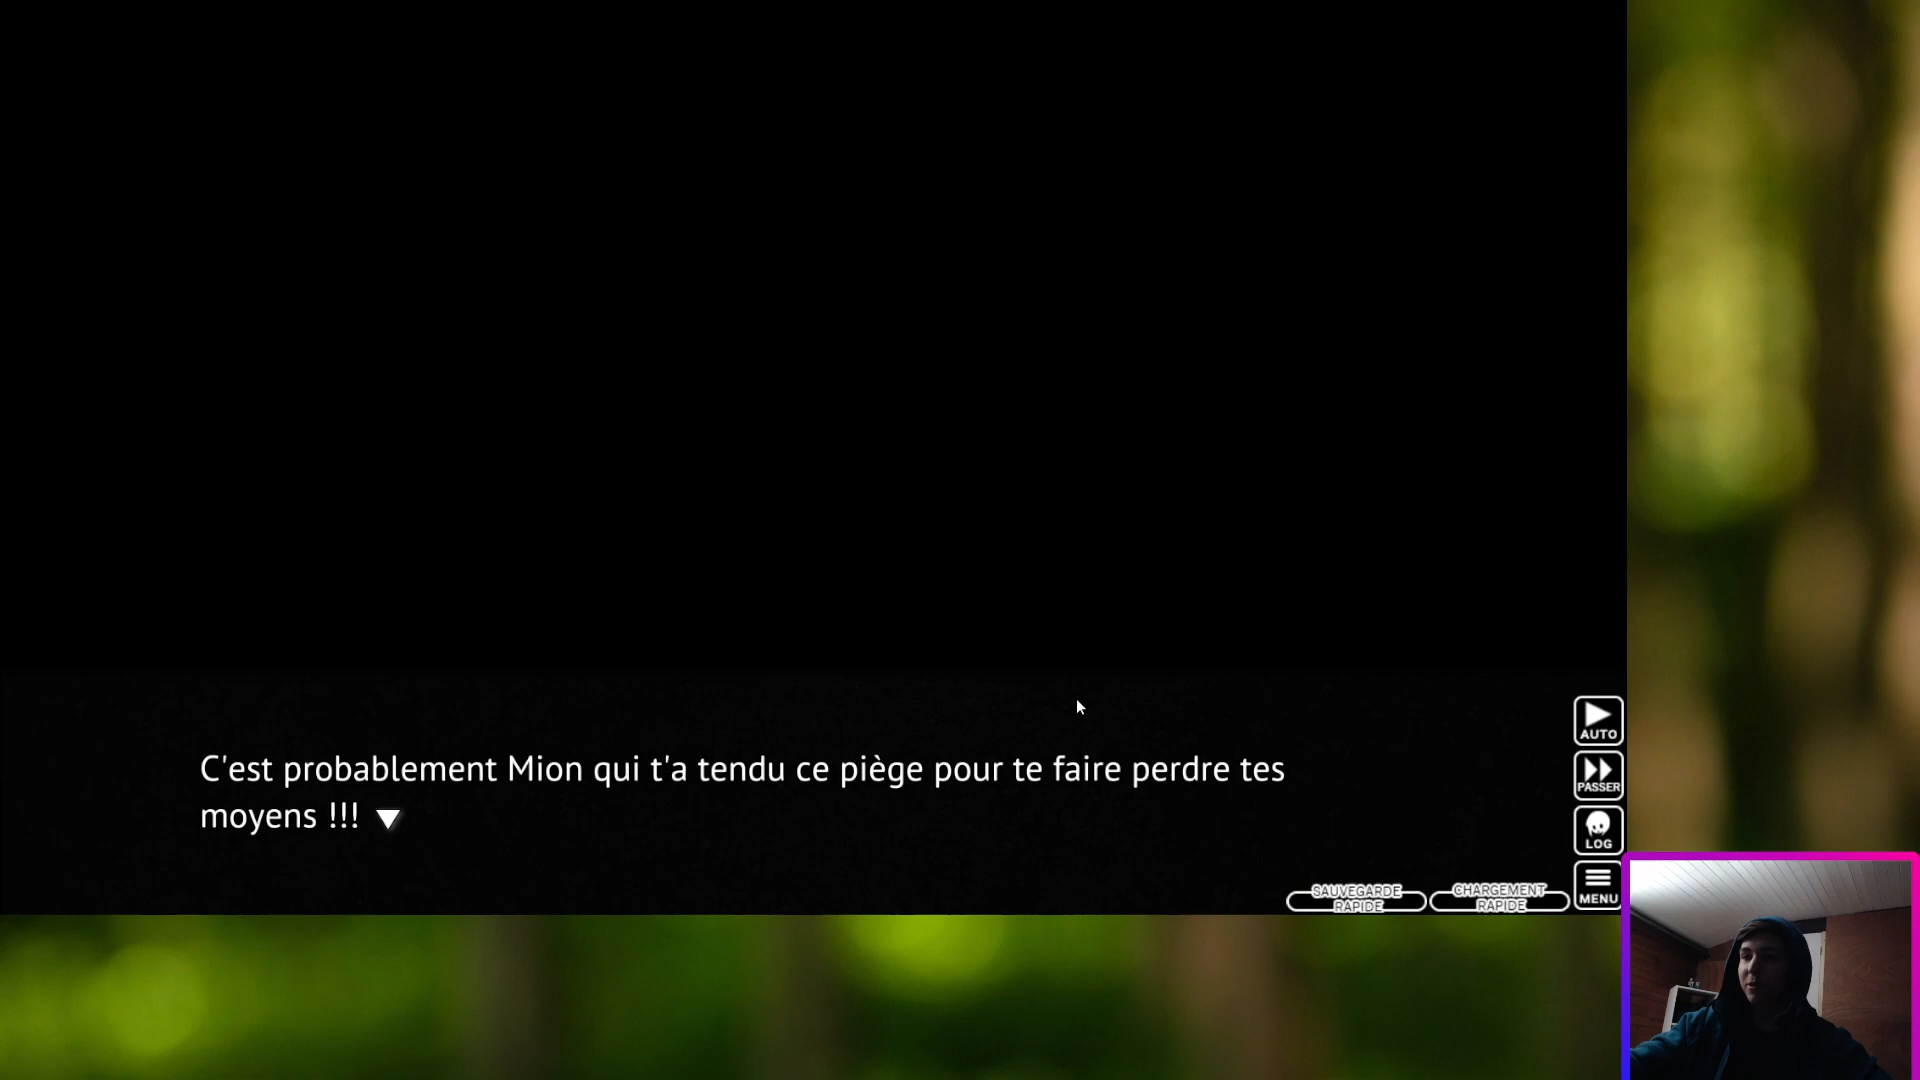 C'est probablement Mion qui t'a tendu ce piège pour te faire perdre tes
moyens !!!
AUTO
PASSER
LOG
MENU
SAUVEGARDE
RAPIDE
CHARGEMENT
RAPIDE